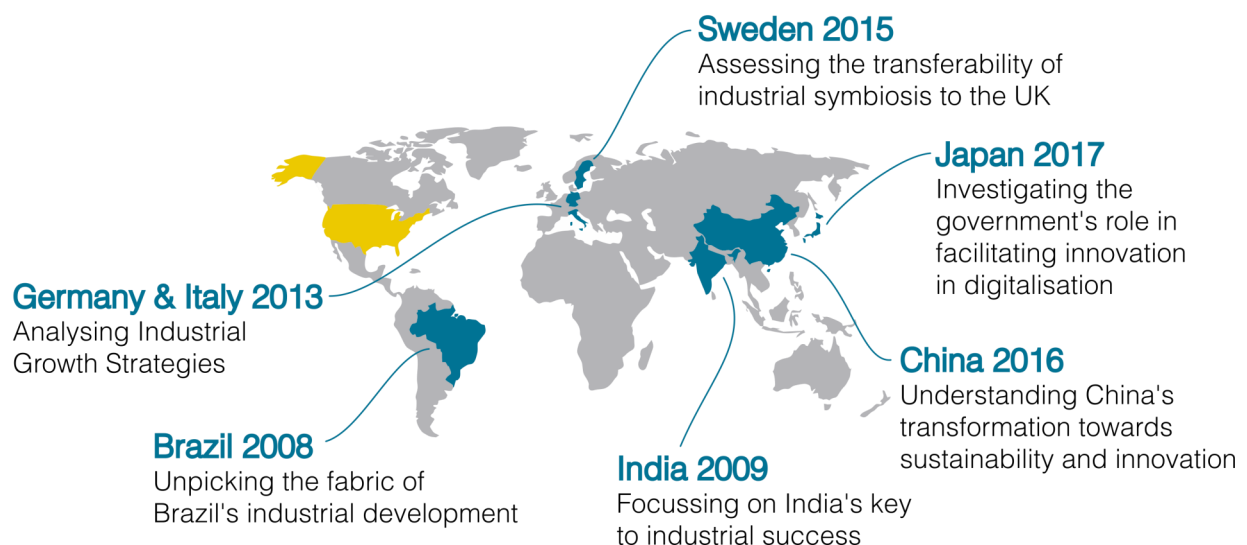 Sweden 2015
Assessing the transferability of
industrial symbiosis to the UK
Japan 2017
Investigating the
government's role in
facilitating innovation
in digitalisation
Germany & Italy 2013
Analysing Industrial
Growth Strategies
China 2016
Understanding China's
transformation towards
sustainability and innovation
Brazil 2008
Unpicking the fabric of
Brazil's industrial development
India 2009
Focussing on India's key
to industrial success